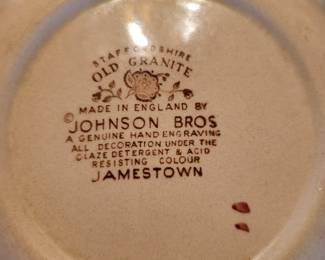 STAFFORDSHIRE
OLD GRANITE
MADE IN ENGLAND BY
© JOHNSON BROS
A GENUINE HAND ENGRAVING
ALL DECORATION UNDER THE
GLAZE DETERGENT & ACID
RESISTING COLOUR
JAMESTOWN